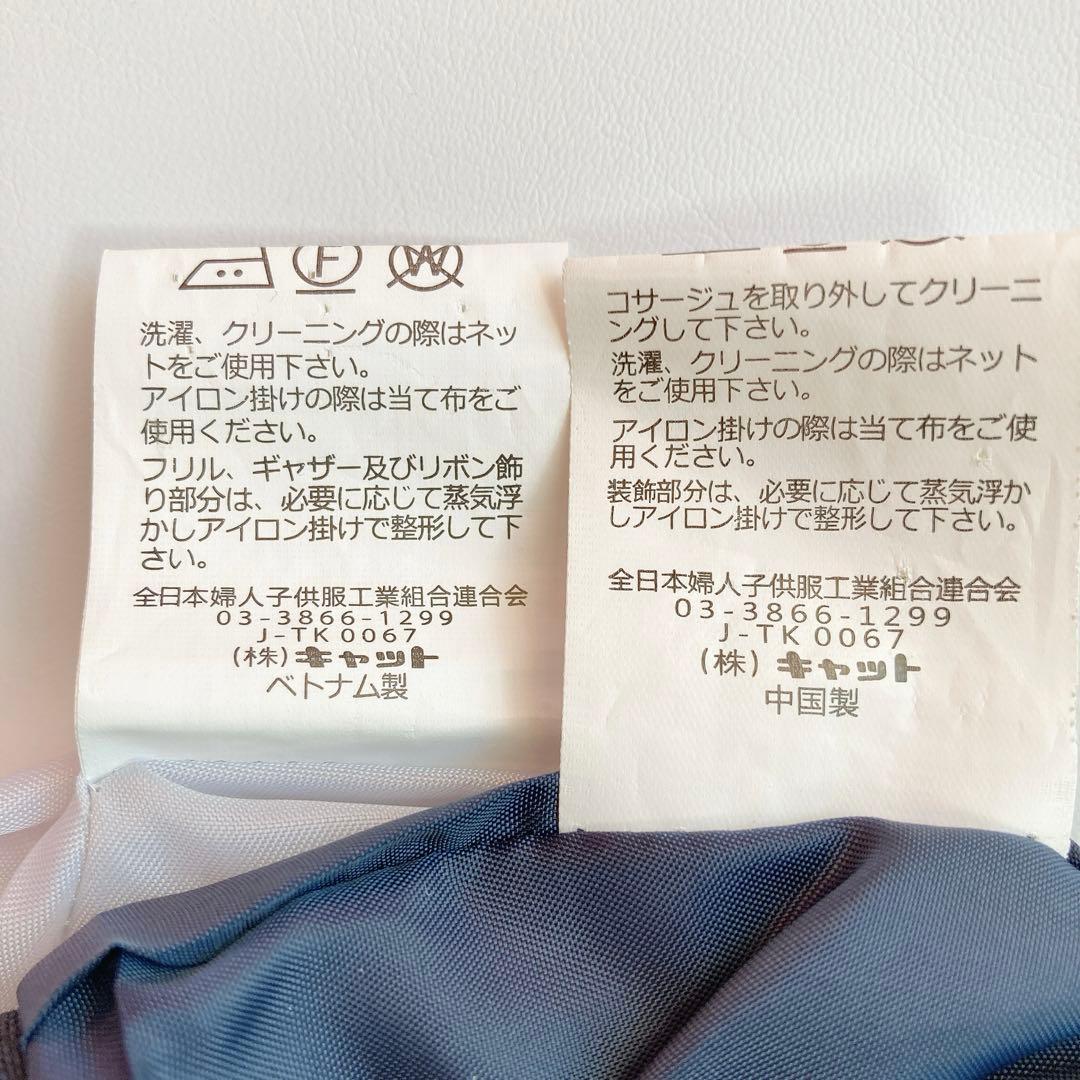 F W
洗濯、クリーニングの際はネッ
トをご使用下さい。
アイロン掛けの際は当て布をご
使用ください。
フリル、ギャザー及びリボン飾
り部分は、必要に応じて蒸気浮
かしアイロン掛けで整形して下
さい。
全日本婦人子供服工業組合連合会
03-3866-1299
J-TK0067
(株)キャット
ベトナム製
コサージュを取り外してクリーニ
ングして下さい。
洗濯、クリーニングの際はネット
をご使用下さい。
アイロン掛けの際は当て布をご使
用ください。
装飾部分は、必要に応じて蒸気浮か
しアイロン掛けで整形して下さい。
全日本婦人子供服工業組合連合会
03-3866-1299
J-TK0067
(株)キャット
中国製